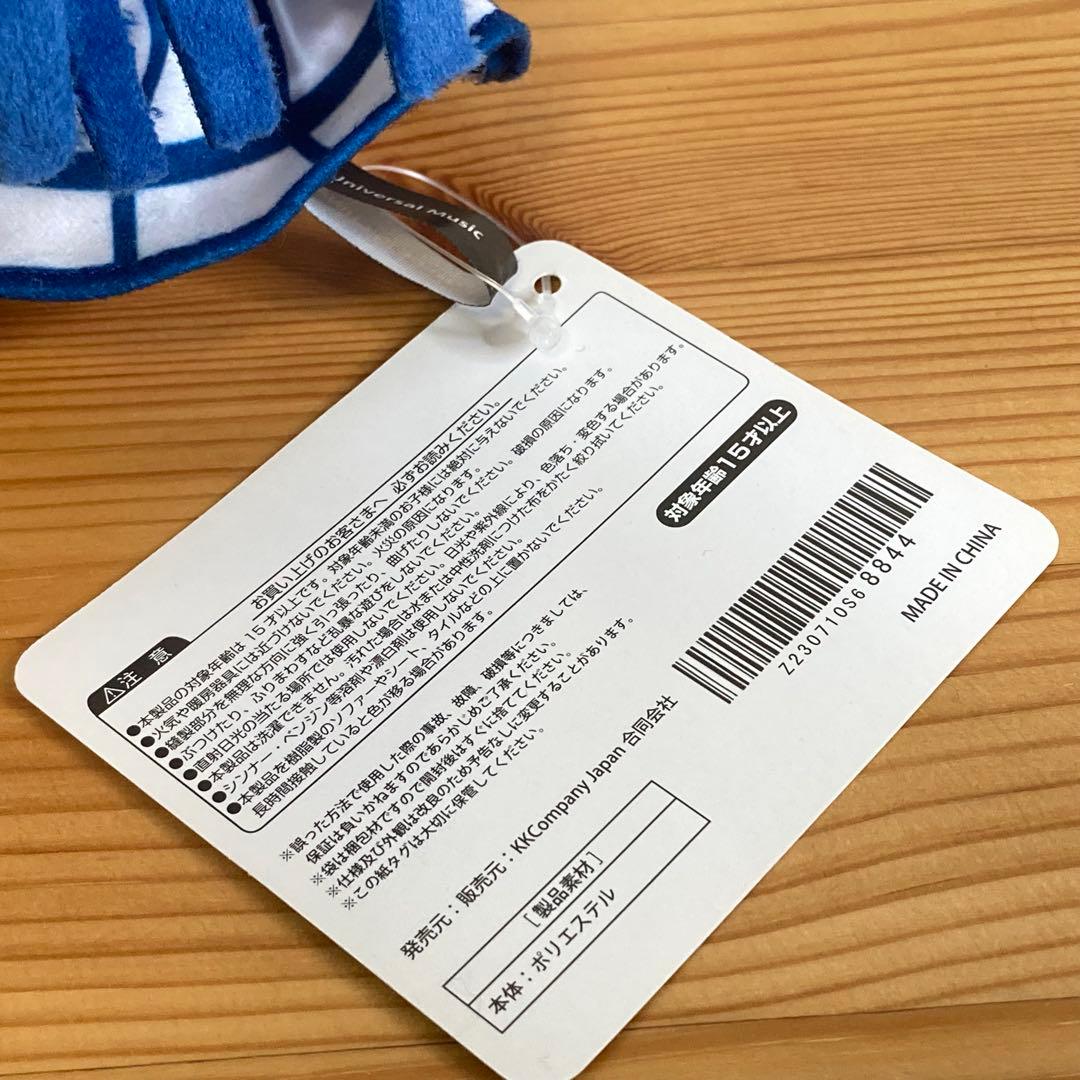 Universal Music
お買い上げのお客さまへ 必ずお読みください。
⚠注 意
●本製品の対象年齢は15才以上です。対象年齢未満のお子様には絶対に与えないでください。
●火気や暖房器具には近づけないでください。火災の原因になります。
●縫製部分を無理な方向に強く引っ張ったり、曲げたりしないでください。破損の原因になります。
●ぶつけたり、ふりまわすなど乱暴な遊びをしないでください。
●直射日光の当たる場所では使用しないでください。日光や紫外線により、色落ち・変色する場合があります。
●本製品は洗濯できません。汚れた場合は水または中性洗剤につけた布をかたく絞り拭いてください。
●シンナー・ベンジン等溶剤や漂白剤は使用しないでください。
●本製品を樹脂製のソファーやシート、タイルなどの上に置かないでください。
長時間接触していると色が移る場合があります。
※誤った方法で使用した際の事故、故障、破損等につきましては、
保証は負いかねますのであらかじめご了承ください。
※袋は梱包材ですので開封後はすぐに捨ててください。
※仕様及び外観は改良のため予告なしに変更することがあります。
※この紙タグは大切に保管してください。
発売元：販売元：KKCompany Japan 合同会社
［製品素材］
本体：ポリエステル
対象年齢15才以上
Z230710S68844
MADE IN CHINA